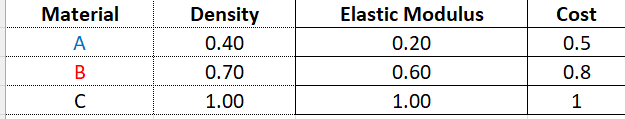 Material Density Elastic Modulus Cost
A 0.40 0.20 0.5
B 0.70 0.60 0.8
C 1.00 1.00 1